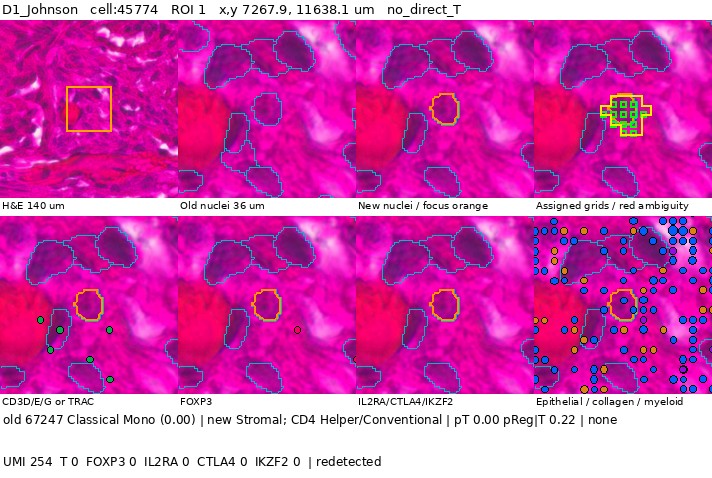 D1_Johnson cell:45774 ROI 1 x,y 7267.9, 11638.1 um no_direct_T
H&E 140 um
Old nuclei 36 um
New nuclei / focus orange
Assigned grids / red ambiguity
CD3D/E/G or TRAC
FOXP3
IL2RA/CTLA4/IKZF2
Epithelial / collagen / myeloid
old 67247 Classical Mono (0.00) | new Stromal; CD4 Helper/Conventional | pT 0.00 pReg|T 0.22 | none
UMI 254 T 0 FOXP3 0 IL2RA 0 CTLA4 0 IKZF2 0 | redetected